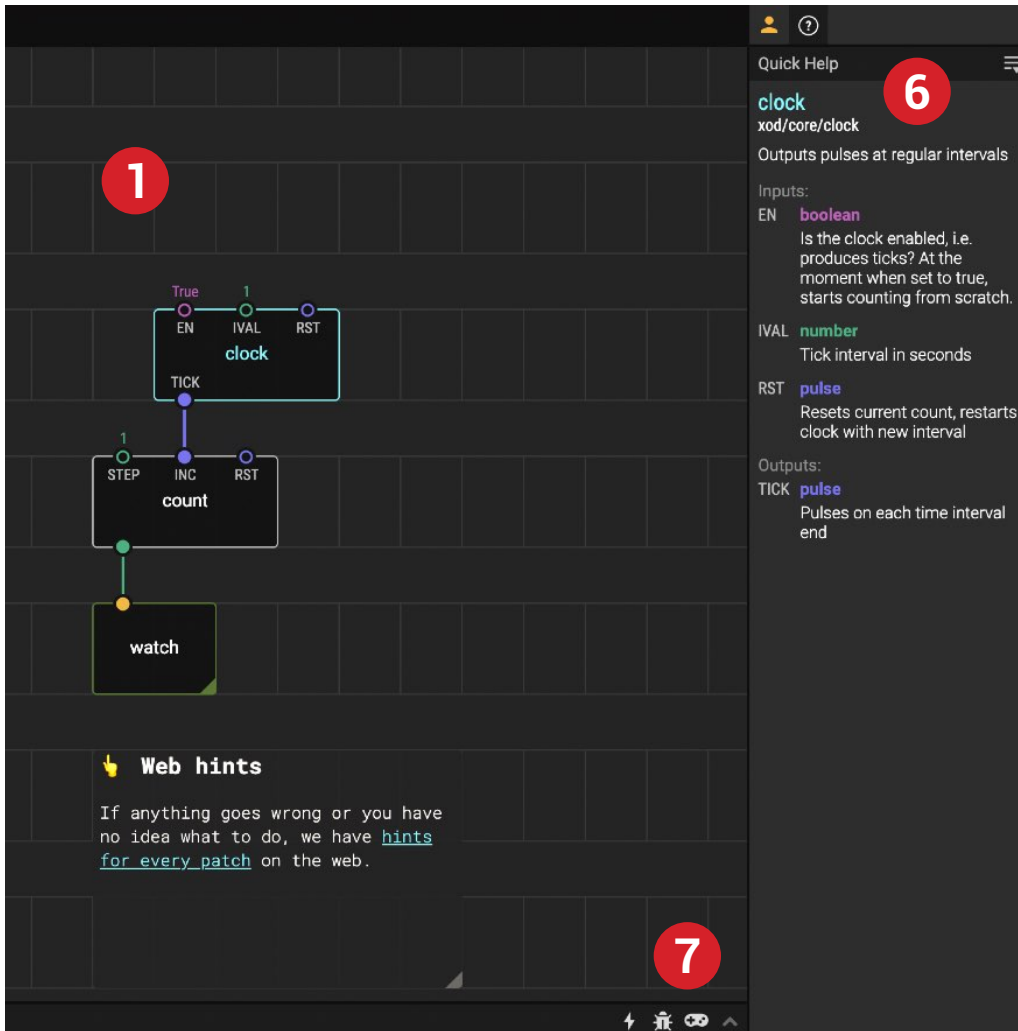 Quick Help
6
clock
xod/core/clock
Outputs pulses at regular intervals
Inputs:
EN boolean
Is the clock enabled, i.e.
produces ticks? At the
moment when set to true,
starts counting from scratch.
IVAL number
Tick interval in seconds
RST pulse
Resets current count, restarts
clock with new interval
Outputs:
TICK pulse
Pulses on each time interval
end
1
True 1
EN IVAL RST
clock
TICK
1
STEP INC RST
count
watch
👆 Web hints
If anything goes wrong or you have
no idea what to do, we have hints
for every patch on the web.
7